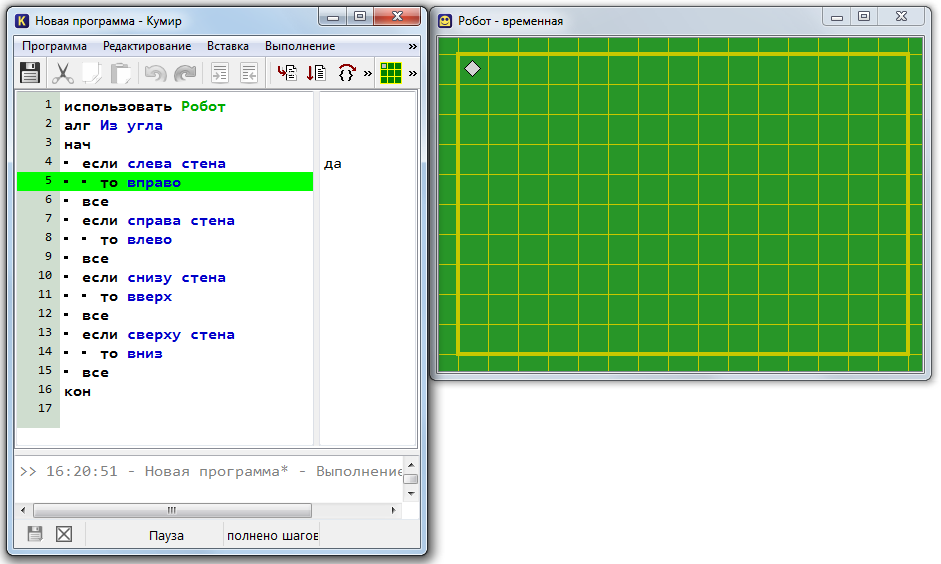 Новая программа - Кумир
Программа Редактирование Вставка Выполнение »
» »
1 использовать Робот
2 алг Из угла
3 нач
4 если слева стена да
5 то вправо
6 все
7 если справа стена
8 то влево
9 все
10 если снизу стена
11 то вверх
12 все
13 если сверху стена
14 то вниз
15 все
16 кон
17
>> 16:20:51 - Новая программа* - Выполнение
Пауза полнено шагов
Робот - временная